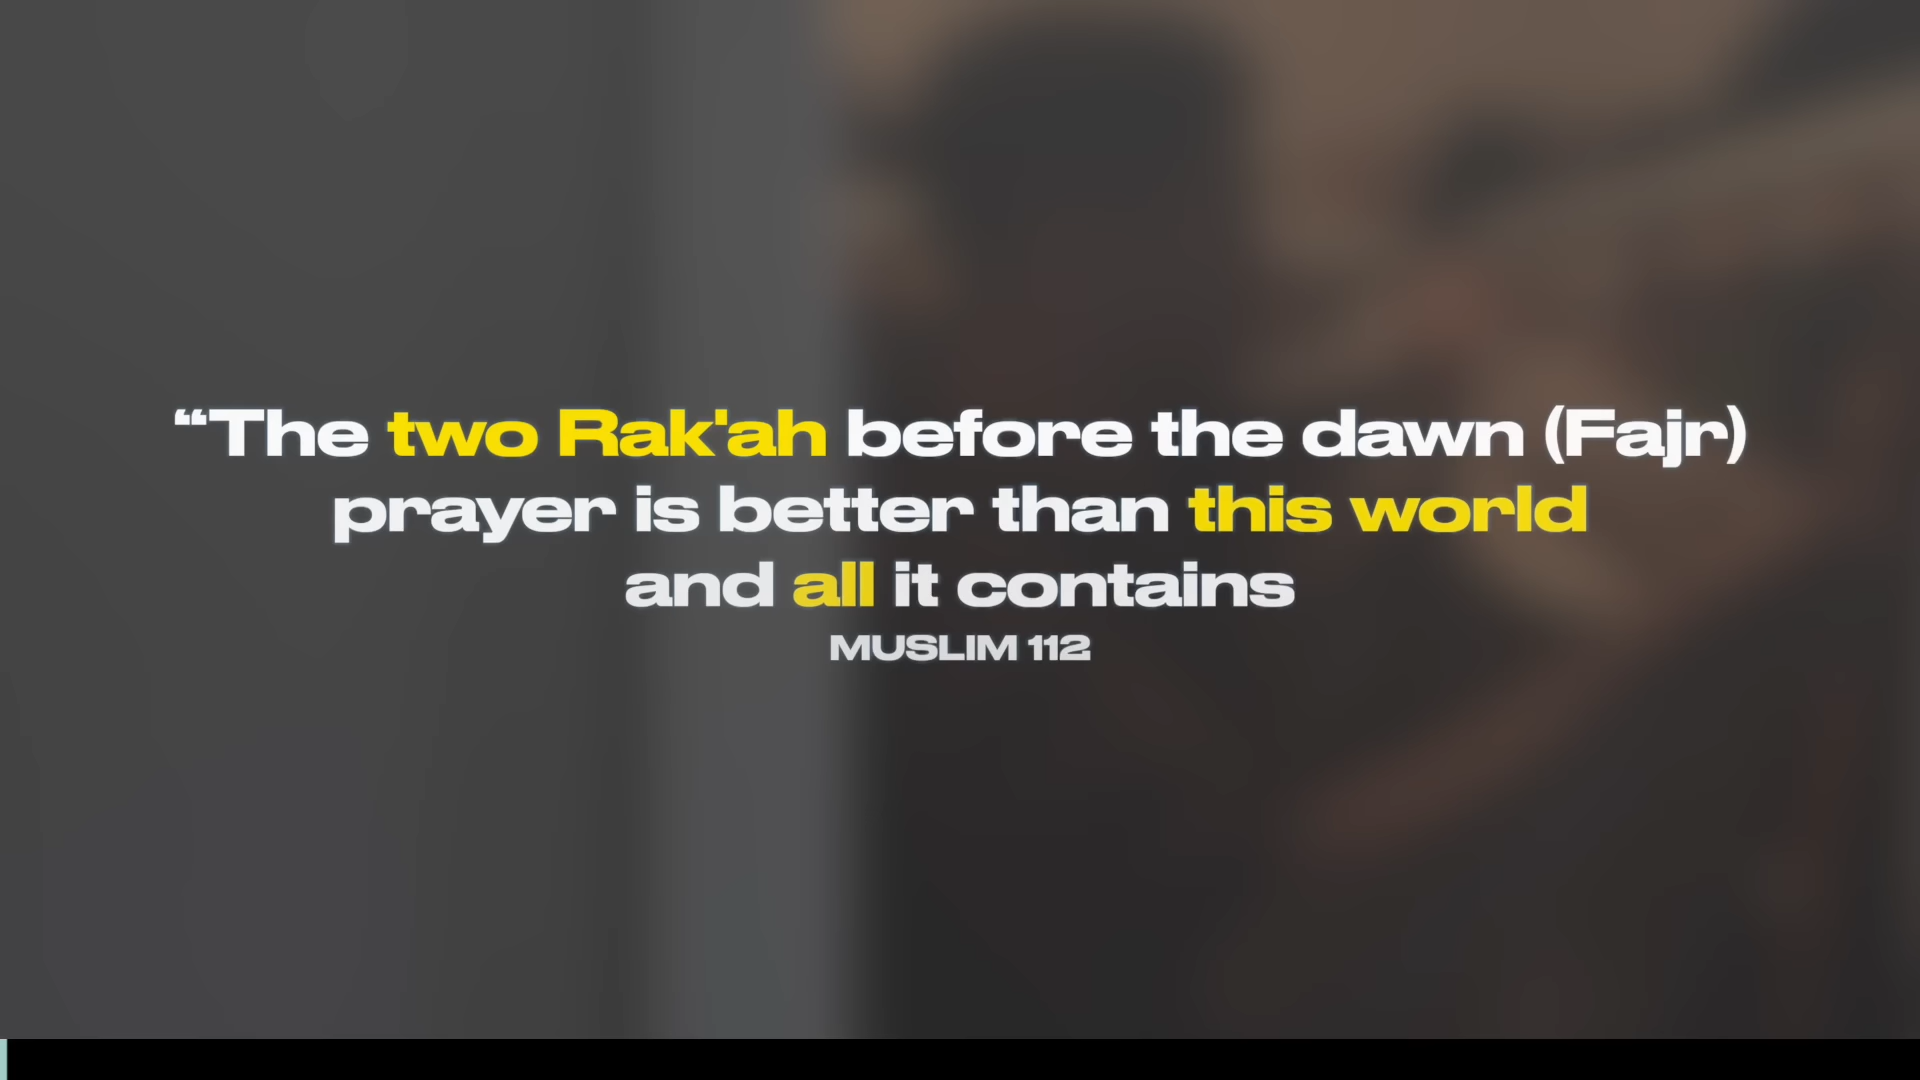 “The two Rak'ah before the dawn (Fajr)
prayer is better than this world
and all it contains
MUSLIM 112